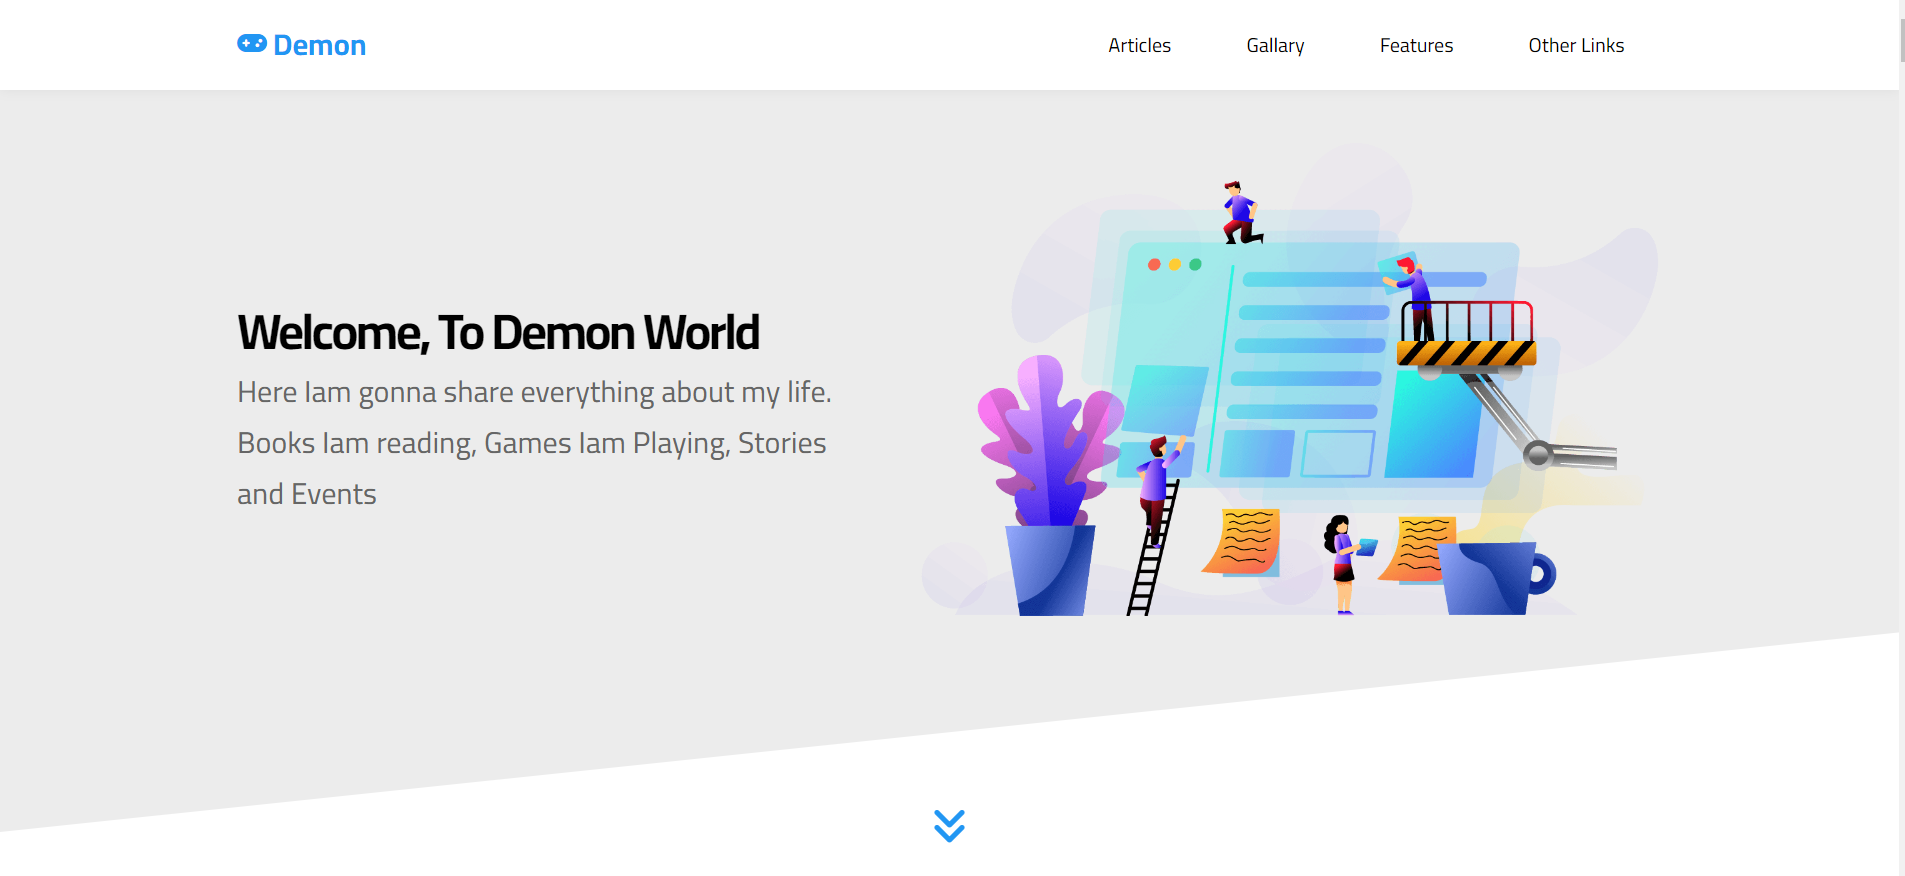 Demon
Articles
Gallary
Features
Other Links
Welcome, To Demon World
Here Iam gonna share everything about my life.
Books Iam reading, Games Iam Playing, Stories
and Events